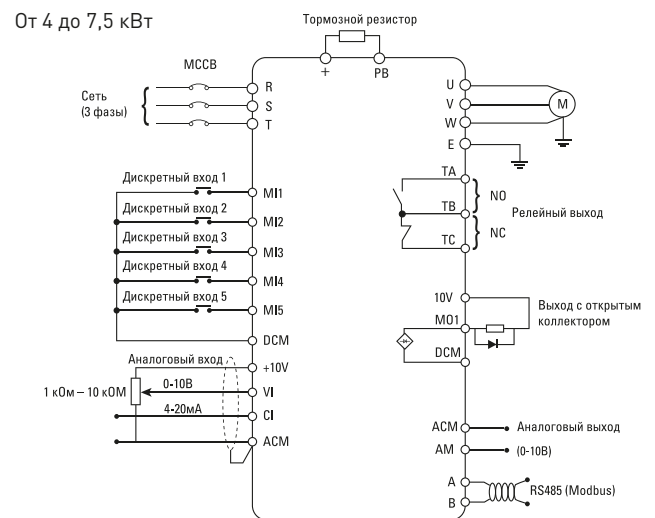 От 4 до 7,5 кВт
Тормозной резистор
+
PB
МССВ
Сеть
(3 фазы)
R
S
T
U
V
W
E
M
Дискретный вход 1
MI1
Дискретный вход 2
MI2
Дискретный вход 3
MI3
Дискретный вход 4
MI4
Дискретный вход 5
MI5
DCM
TA
TB
TC
NO
NC
Релейный выход
10V
MO1
DCM
Выход с открытым
коллектором
Аналоговый вход
+10V
1 кОм – 10 кОМ
0-10В
VI
4-20мА
CI
ACM
ACM
Аналоговый выход
AM
(0-10В)
A
B
RS485 (Modbus)